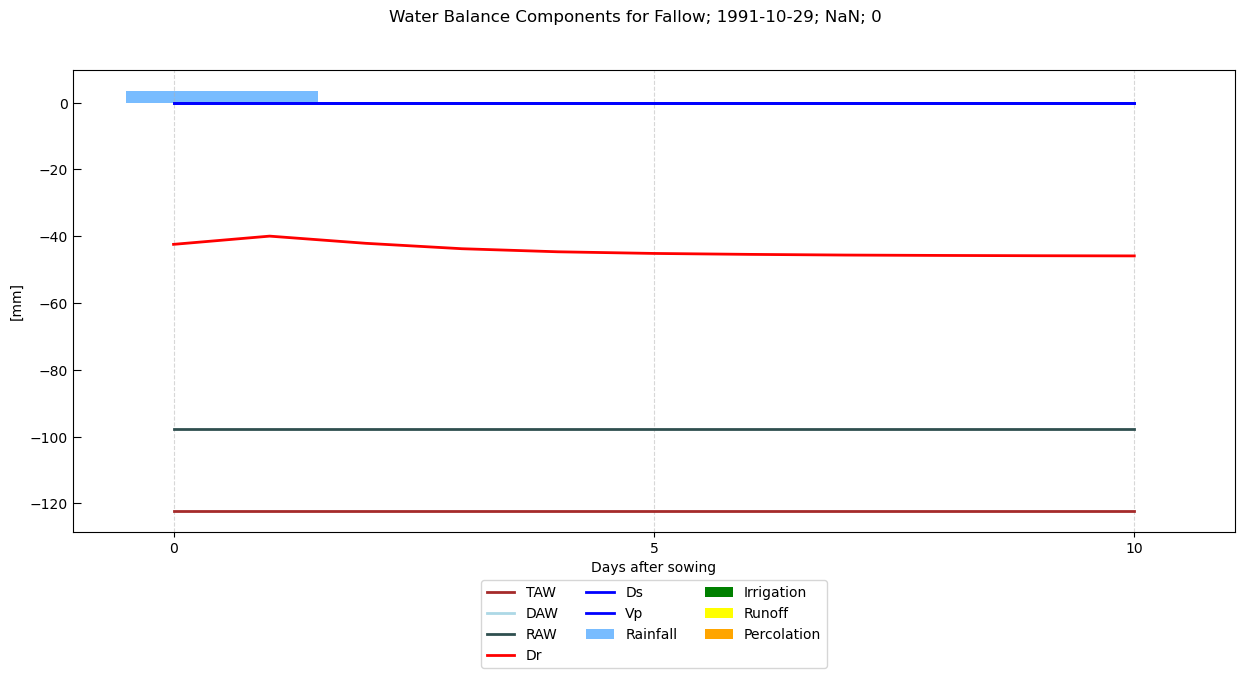 Water Balance Components for Fallow; 1991-10-29; NaN; 0
[mm]
0
−20
−40
−60
−80
−100
−120
0 5 10
Days after sowing
TAW Ds Irrigation
DAW Vp Runoff
RAW Rainfall Percolation
Dr